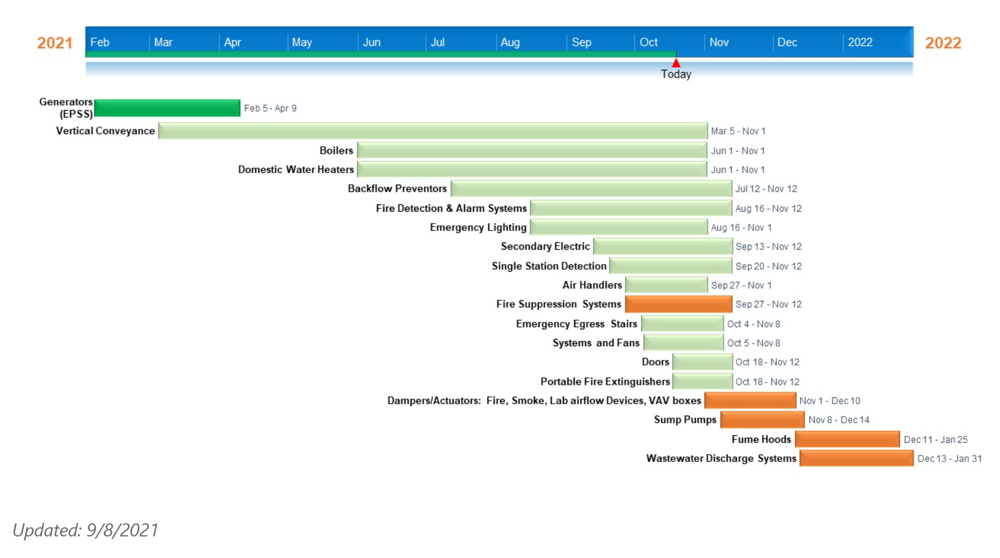 2021 Feb Mar Apr May Jun Jul Aug Sep Oct Nov Dec 2022 2022
Today
Generators
(EPSS)
Feb 5 - Apr 9
Vertical Conveyance Mar 5 - Nov 1
Boilers Jun 1 - Nov 1
Domestic Water Heaters Jun 1 - Nov 1
Backflow Preventors Jul 12 - Nov 12
Fire Detection & Alarm Systems Aug 16 - Nov 12
Emergency Lighting Aug 16 - Nov 1
Secondary Electric Sep 13 - Nov 12
Single Station Detection Sep 20 - Nov 12
Air Handlers Sep 27 - Nov 1
Fire Suppression Systems Sep 27 - Nov 12
Emergency Egress Stairs Oct 4 - Nov 8
Systems and Fans Oct 5 - Nov 8
Doors Oct 18 - Nov 12
Portable Fire Extinguishers Oct 18 - Nov 12
Dampers/Actuators: Fire, Smoke, Lab airflow Devices, VAV boxes Nov 1 - Dec 10
Sump Pumps Nov 8 - Dec 14
Fume Hoods Dec 11 - Jan 25
Wastewater Discharge Systems Dec 13 - Jan 31
Updated: 9/8/2021